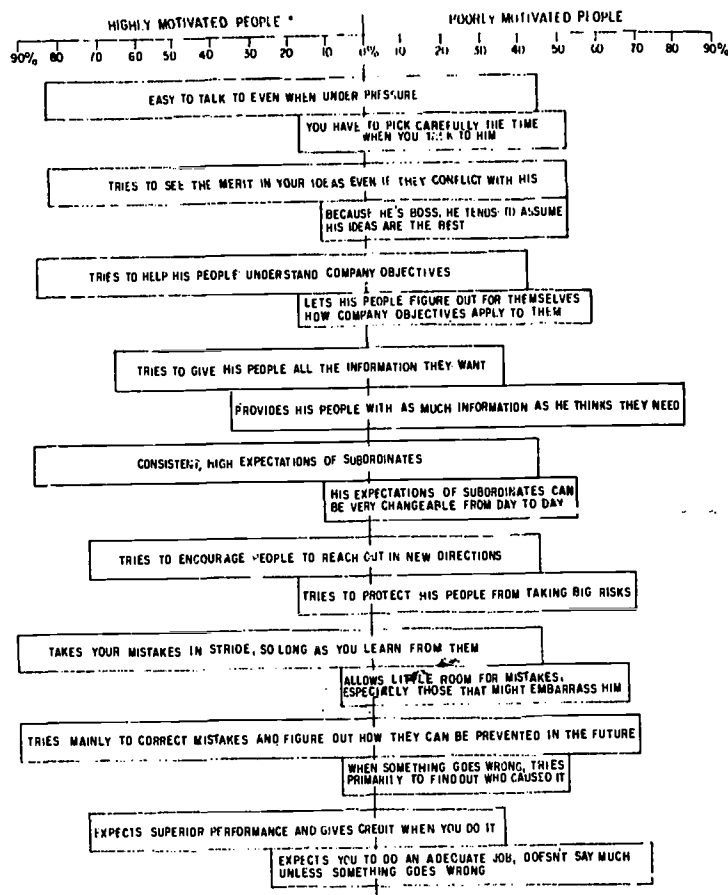 HIGHLY MOTIVATED PEOPLE *
POORLY MOTIVATED PEOPLE
90% 80 70 60 50 40 30 20 10 0% 10 20 30 40 50 60 70 80 90%
EASY TO TALK TO EVEN WHEN UNDER PRESSURE
YOU HAVE TO PICK CAREFULLY THE TIME
WHEN YOU TALK TO HIM
TRIES TO SEE THE MERIT IN YOUR IDEAS EVEN IF THEY CONFLICT WITH HIS
BECAUSE HE'S BOSS, HE TENDS TO ASSUME
HIS IDEAS ARE THE BEST
TRIES TO HELP HIS PEOPLE UNDERSTAND COMPANY OBJECTIVES
LETS HIS PEOPLE FIGURE OUT FOR THEMSELVES
HOW COMPANY OBJECTIVES APPLY TO THEM
TRIES TO GIVE HIS PEOPLE ALL THE INFORMATION THEY WANT
PROVIDES HIS PEOPLE WITH AS MUCH INFORMATION AS HE THINKS THEY NEED
CONSISTENT, HIGH EXPECTATIONS OF SUBORDINATES
HIS EXPECTATIONS OF SUBORDINATES CAN
BE VERY CHANGEABLE FROM DAY TO DAY
TRIES TO ENCOURAGE PEOPLE TO REACH OUT IN NEW DIRECTIONS
TRIES TO PROTECT HIS PEOPLE FROM TAKING BIG RISKS
TAKES YOUR MISTAKES IN STRIDE, SO LONG AS YOU LEARN FROM THEM
ALLOWS LITTLE ROOM FOR MISTAKES,
ESPECIALLY THOSE THAT MIGHT EMBARRASS HIM
TRIES MAINLY TO CORRECT MISTAKES AND FIGURE OUT HOW THEY CAN BE PREVENTED IN THE FUTURE
WHEN SOMETHING GOES WRONG, TRIES
PRIMARILY TO FIND OUT WHO CAUSED IT
EXPECTS SUPERIOR PERFORMANCE AND GIVES CREDIT WHEN YOU DO IT
EXPECTS YOU TO DO AN ADEQUATE JOB, DOESN'T SAY MUCH
UNLESS SOMETHING GOES WRONG